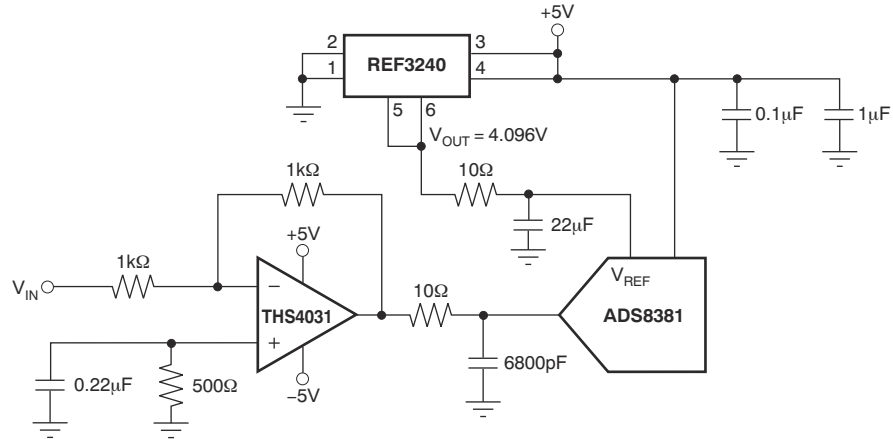 +5V
2
REF3240
3
1
4
5
6
0.1µF
1µF
V_OUT = 4.096V
1kΩ
10Ω
22µF
+5V
1kΩ
V_IN
−
THS4031
+
10Ω
V_REF
ADS8381
0.22µF
500Ω
−5V
6800pF